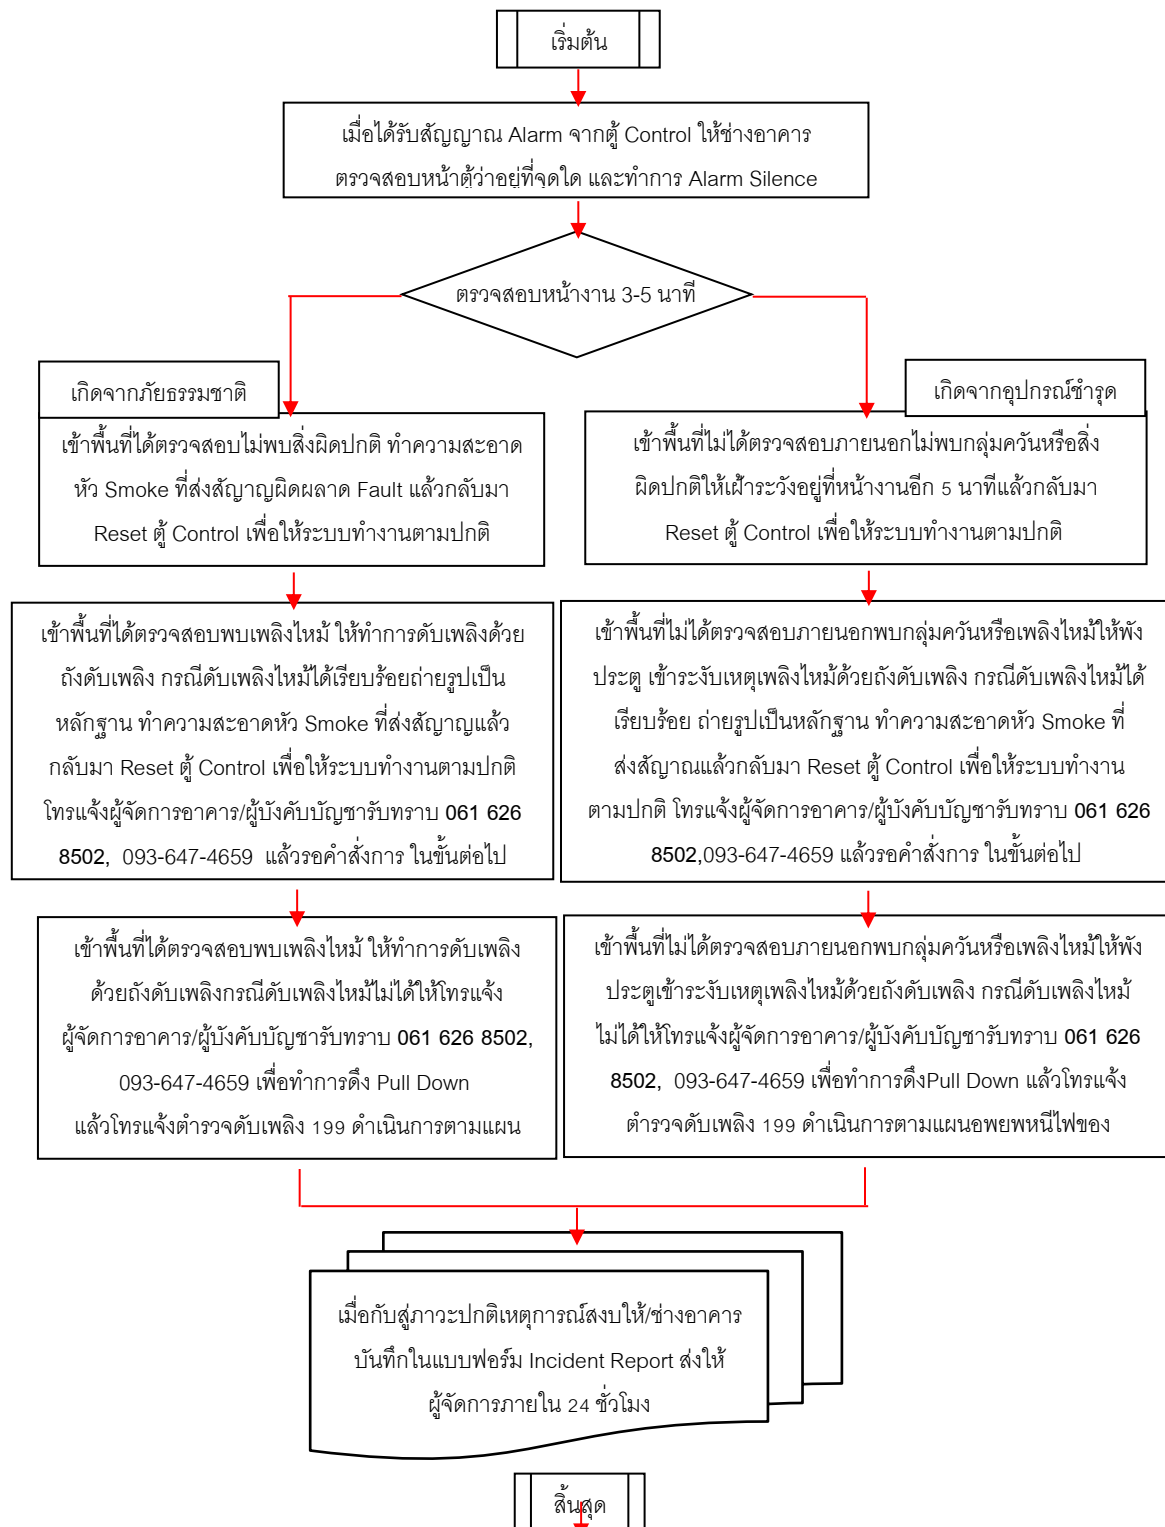 เริ่มต้น
เมื่อได้รับสัญญาณ Alarm จากตู้ Control ให้ช่างอาคาร
ตรวจสอบหน้าตู้ว่าอยู่ที่จุดใด และทำการ Alarm Silence
ตรวจสอบหน้างาน 3-5 นาที
เกิดจากภัยธรรมชาติ
เข้าพื้นที่ได้ตรวจสอบไม่พบสิ่งผิดปกติ ทำความสะอาด
หัว Smoke ที่ส่งสัญาญผิดผลาด Fault แล้วกลับมา
Reset ตู้ Control เพื่อให้ระบบทำงานตามปกติ
เกิดจากอุปกรณ์ชำรุด
เข้าพื้นที่ไม่ได้ตรวจสอบภายนอกไม่พบกลุ่มควันหรือสิ่ง
ผิดปกติให้เฝ้าระวังอยู่ที่หน้างานอีก 5 นาทีแล้วกลับมา
Reset ตู้ Control เพื่อให้ระบบทำงานตามปกติ
เข้าพื้นที่ได้ตรวจสอบพบเพลิงไหม้ ให้ทำการดับเพลิงด้วย
ถังดับเพลิง กรณีดับเพลิงไหม้ได้เรียบร้อยถ่ายรูปเป็น
หลักฐาน ทำความสะอาดหัว Smoke ที่ส่งสัญาญแล้ว
กลับมา Reset ตู้ Control เพื่อให้ระบบทำงานตามปกติ
โทรแจ้งผู้จัดการอาคาร/ผู้บังคับบัญชารับทราบ 061 626
8502, 093-647-4659 แล้วรอคำสั่งการ ในขั้นต่อไป
เข้าพื้นที่ไม่ได้ตรวจสอบภายนอกพบกลุ่มควันหรือเพลิงไหม้ให้พัง
ประตู เข้าระงับเหตุเพลิงไหม้ด้วยถังดับเพลิง กรณีดับเพลิงไหม้ได้
เรียบร้อย ถ่ายรูปเป็นหลักฐาน ทำความสะอาดหัว Smoke ที่
ส่งสัญาณแล้วกลับมา Reset ตู้ Control เพื่อให้ระบบทำงาน
ตามปกติ โทรแจ้งผู้จัดการอาคาร/ผู้บังคับบัญชารับทราบ 061 626
8502,093-647-4659 แล้วรอคำสั่งการ ในขั้นต่อไป
เข้าพื้นที่ได้ตรวจสอบพบเพลิงไหม้ ให้ทำการดับเพลิง
ด้วยถังดับเพลิงกรณีดับเพลิงไหม้ไม่ได้ให้โทรแจ้ง
ผู้จัดการอาคาร/ผู้บังคับบัญชารับทราบ 061 626 8502,
093-647-4659 เพื่อทำการดึง Pull Down
แล้วโทรแจ้งตำรวจดับเพลิง 199 ดำเนินการตามแผน
เข้าพื้นที่ไม่ได้ตรวจสอบภายนอกพบกลุ่มควันหรือเพลิงไหม้ให้พัง
ประตูเข้าระงับเหตุเพลิงไหม้ด้วยถังดับเพลิง กรณีดับเพลิงไหม้
ไม่ได้ให้โทรแจ้งผู้จัดการอาคาร/ผู้บังคับบัญชารับทราบ 061 626
8502, 093-647-4659 เพื่อทำการดึงPull Down แล้วโทรแจ้ง
ตำรวจดับเพลิง 199 ดำเนินการตามแผนอพยพหนีไฟของ
เมื่อกับสู่ภาวะปกติเหตุการณ์สงบให้/ช่างอาคาร
บันทึกในแบบฟอร์ม Incident Report ส่งให้
ผู้จัดการภายใน 24 ชั่วโมง
สิ้นสุด